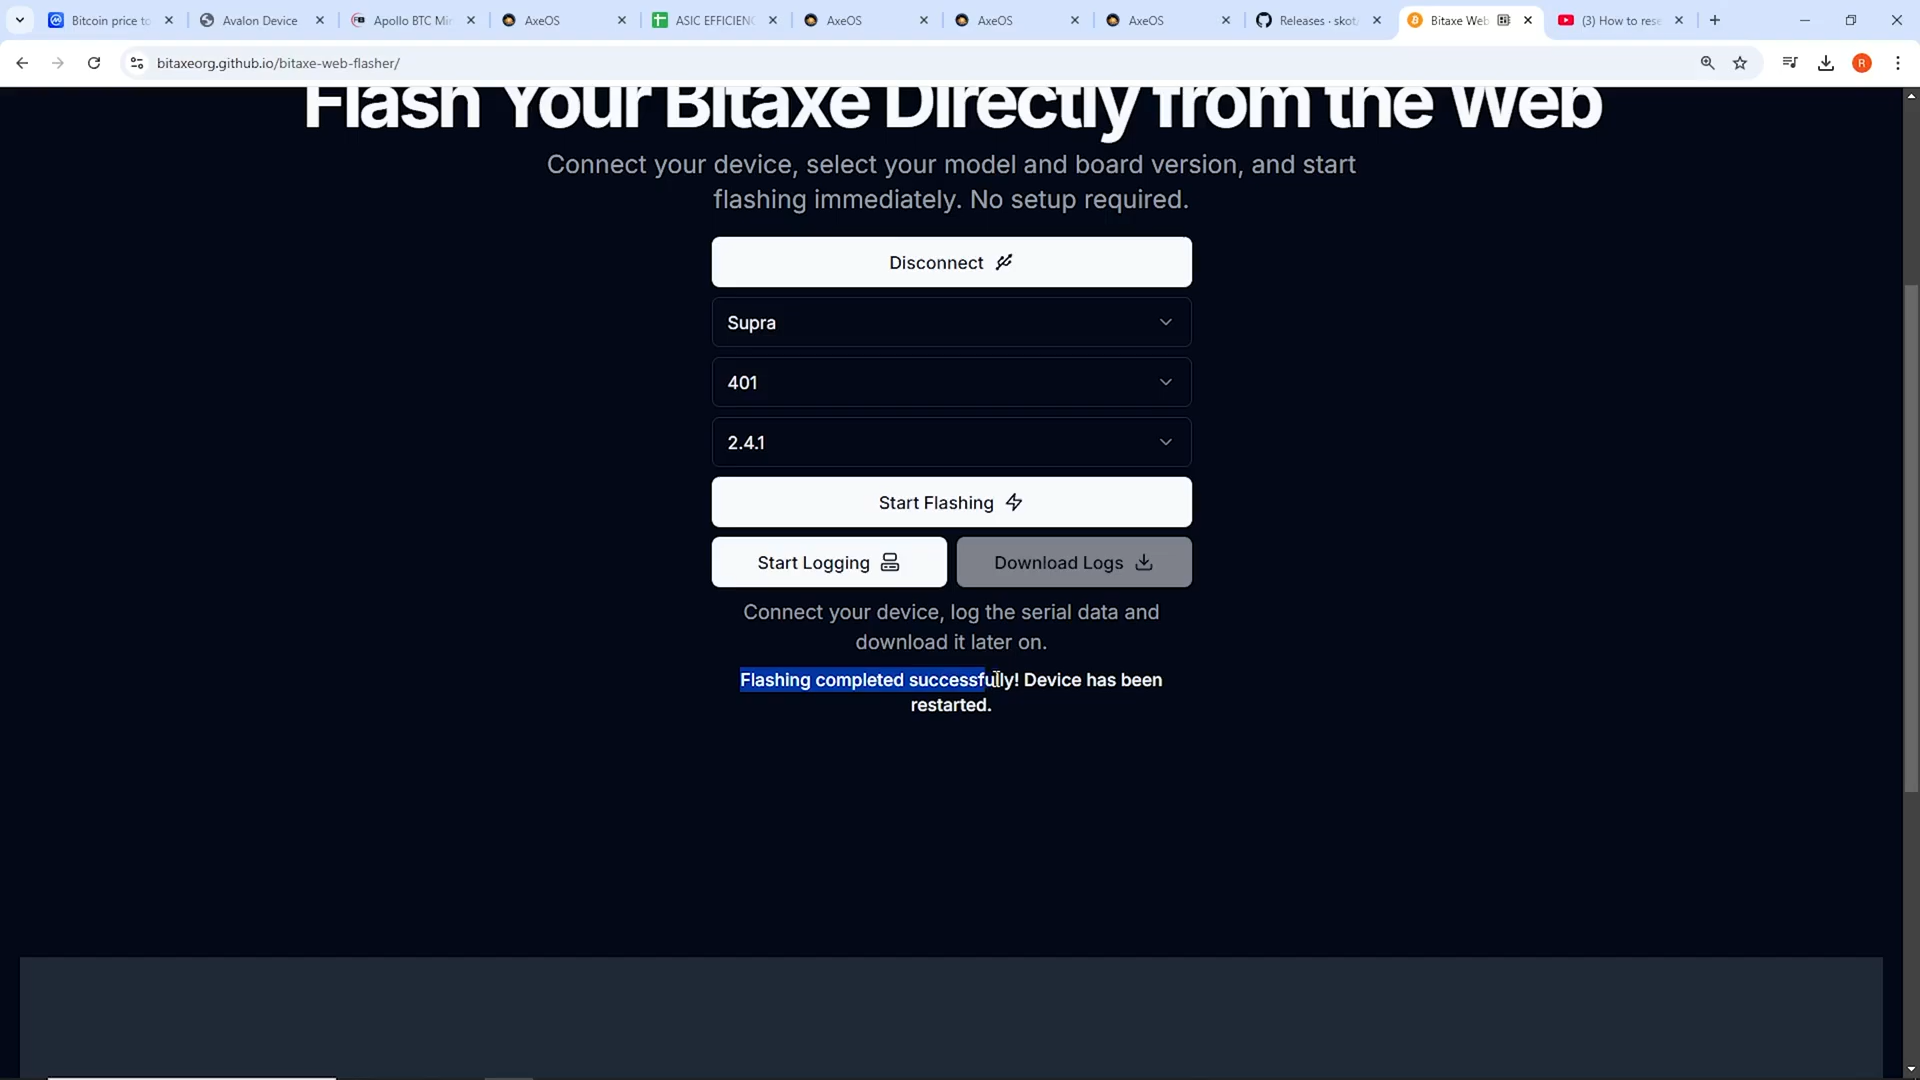 Bitcoin price to
Avalon Device
Apollo BTC Mir
AxeOS
ASIC EFFICIENC
AxeOS
AxeOS
AxeOS
Releases · skot/
Bitaxe Web
(3) How to rese
bitaxeorg.github.io/bitaxe-web-flasher/
R
Flash Your Bitaxe Directly from the Web
Connect your device, select your model and board version, and start
flashing immediately. No setup required.
Disconnect
Supra
401
2.4.1
Start Flashing
Start Logging
Download Logs
Connect your device, log the serial data and
download it later on.
Flashing completed successfully! Device has been
restarted.